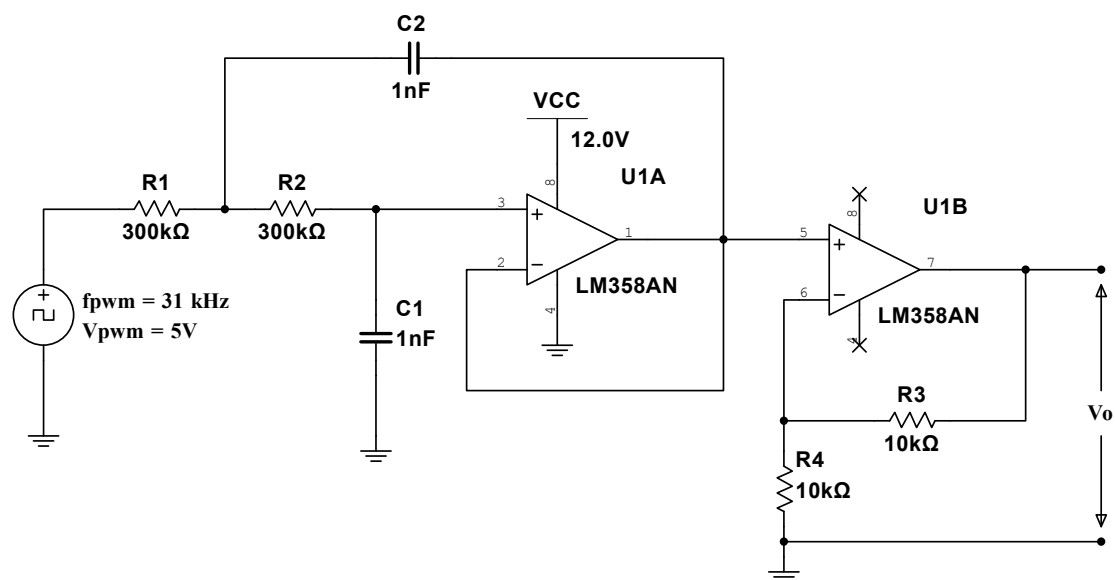 C2
1nF
VCC
12.0V
U1A
R1
300kΩ
R2
300kΩ
8
3
2
1
4
LM358AN
U1B
8
5
6
7
4
LM358AN
fpwm = 31 kHz
Vpwm = 5V
C1
1nF
R3
10kΩ
R4
10kΩ
Vo